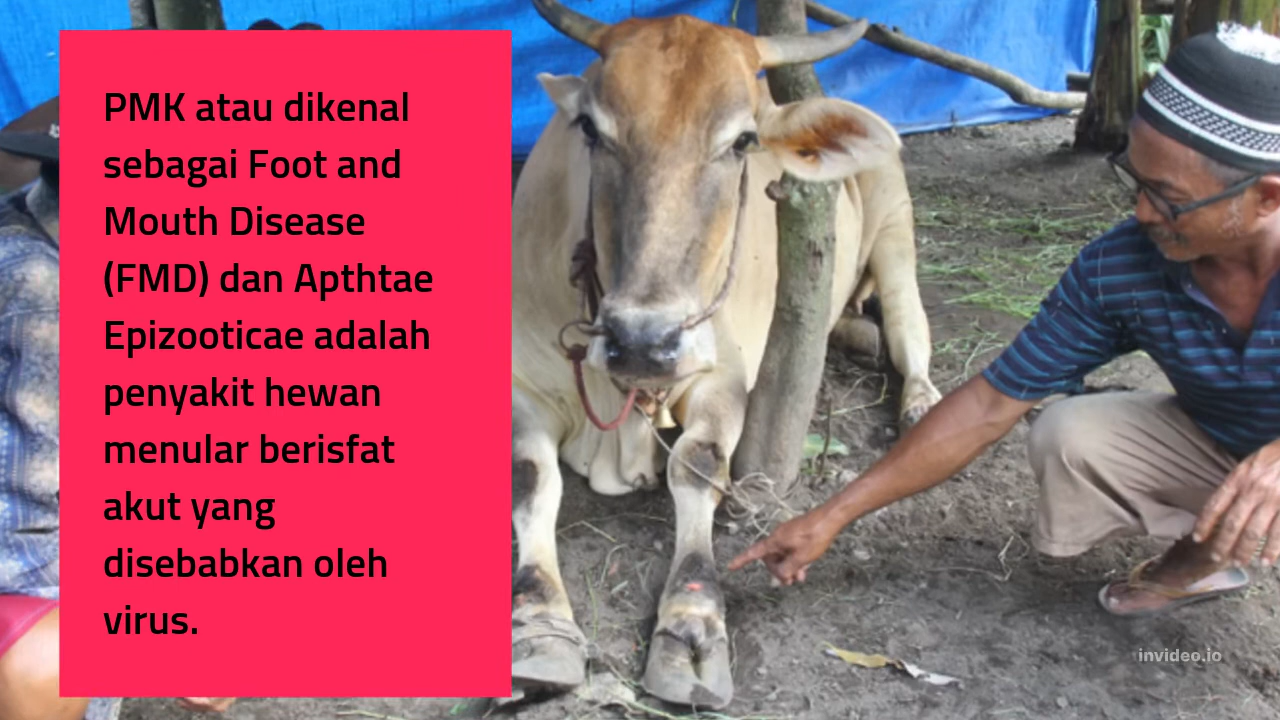 PMK atau dikenal
sebagai Foot and
Mouth Disease
(FMD) dan Apthtae
Epizooticae adalah
penyakit hewan
menular berisfat
akut yang
disebabkan oleh
virus.
invideo.io